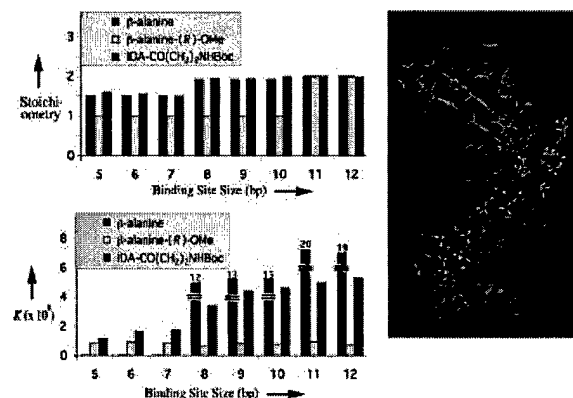 β-alanine
β-alanine-(R)-OMe
IDA-CO(CH₂)₃NHBoc
3
2
1
0
Stoichi-
ometry
5 6 7 8 9 10 11 12
Binding Site Size (bp)
β-alanine
β-alanine-(R)-OMe
IDA-CO(CH₂)₃NHBoc
8
6
4
2
0
K (x 10
12 13 13 20 19
5 6 7 8 9 10 11 12
Binding Site Size (bp)